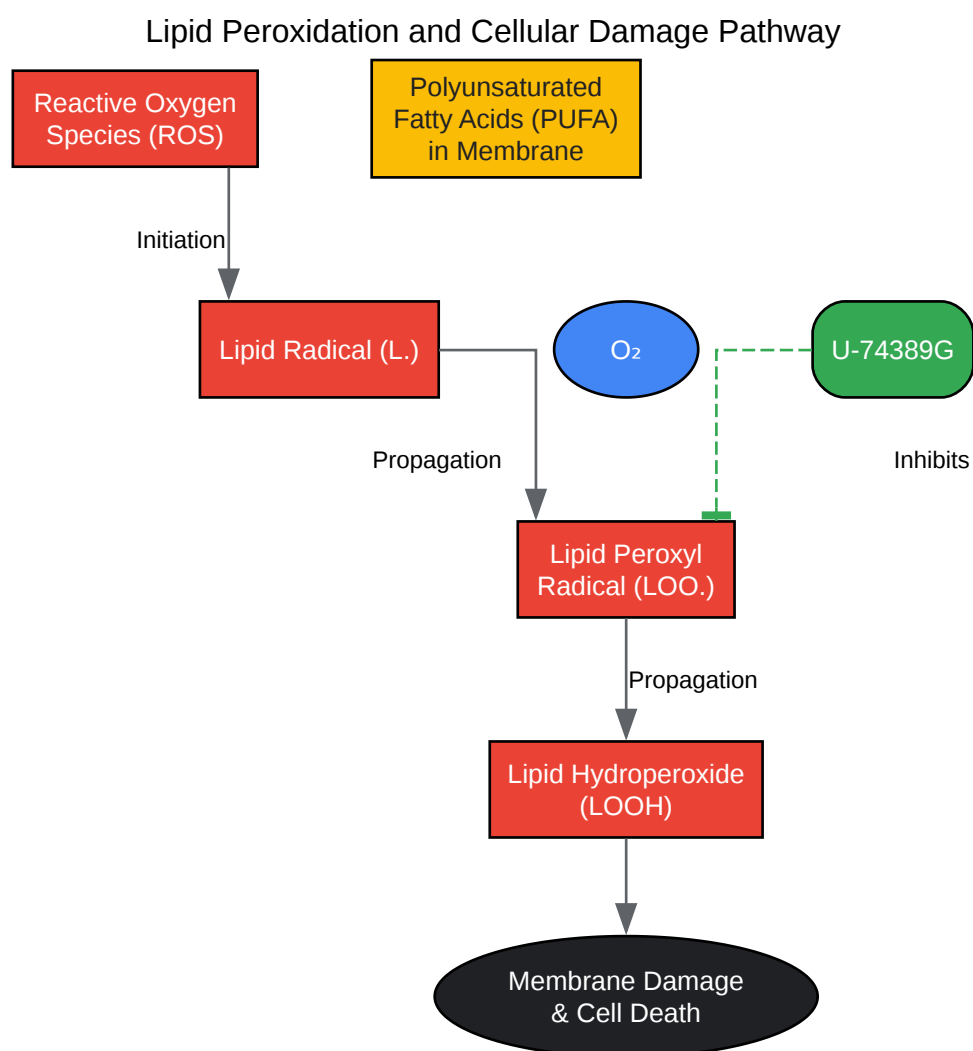 Lipid Peroxidation and Cellular Damage Pathway
Reactive Oxygen
Species (ROS)
Polyunsaturated
Fatty Acids (PUFA)
in Membrane
Initiation
Lipid Radical (L.)
O₂
U-74389G
Propagation
Inhibits
Lipid Peroxyl
Radical (LOO.)
Propagation
Lipid Hydroperoxide
(LOOH)
Membrane Damage
& Cell Death